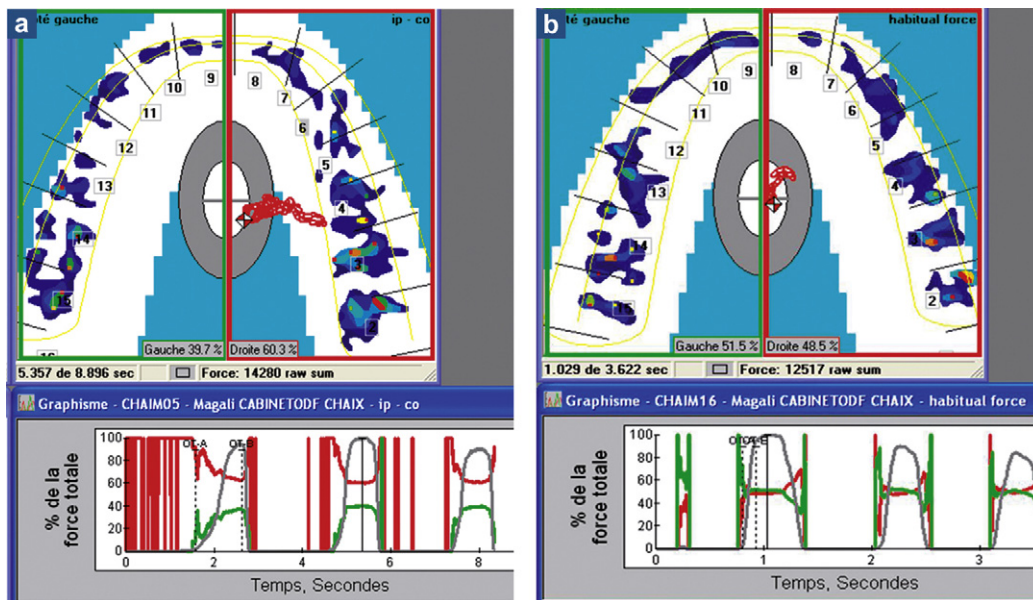 a
té gauche
ip - co
9
8
10
7
11
6
12
5
13
4
14
3
15
2
Gauche 39.7 %
Droite 60.3 %
5.357 de 8.896 sec
Force: 14280 raw sum
Graphisme - CHAIM05 - Magali CABINETODF CHAIX - ip - co
% de la
force totale
100
80
60
40
20
0
OT-A
OT-B
0
2
4
6
8
Temps, Secondes
b
té gauche
habitual force
9
8
10
7
11
6
12
5
13
4
14
3
15
2
Gauche 51.5 %
Droite 48.5 %
1.029 de 3.622 sec
Force: 12517 raw sum
Graphisme - CHAIM16 - Magali CABINETODF CHAIX - habitual force
% de la
force totale
100
80
60
40
20
0
0
1
2
3
Temps, Secondes